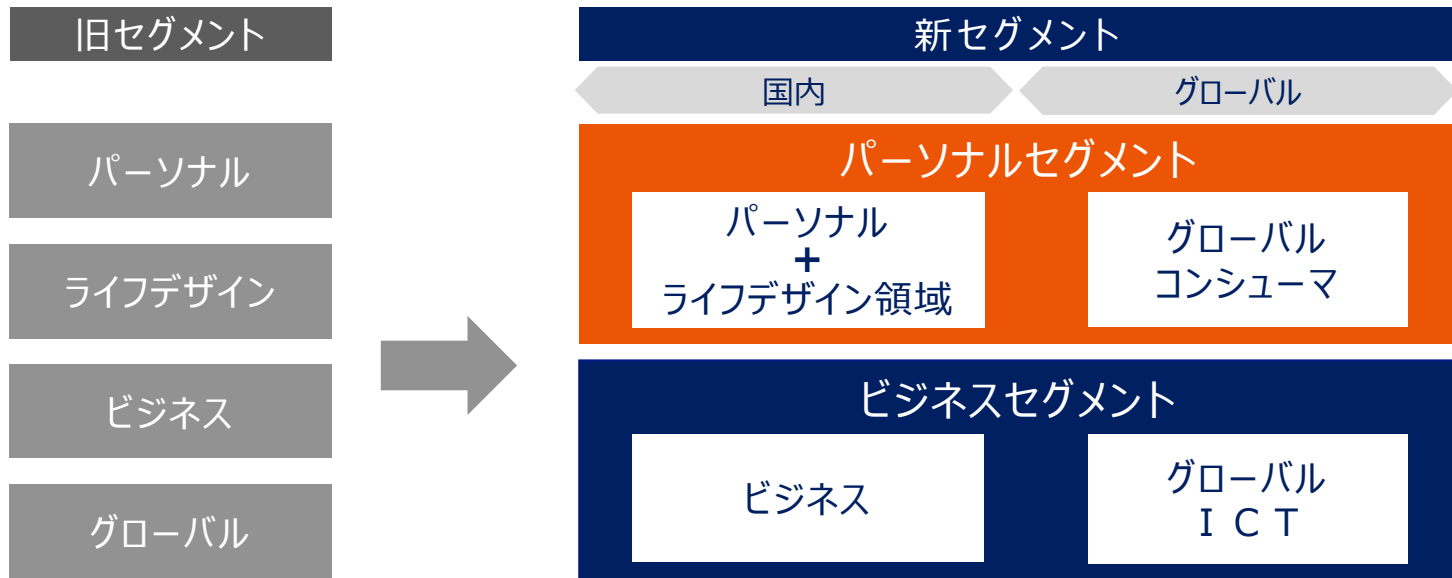 旧セグメント
パーソナル
ライフデザイン
ビジネス
グローバル
新セグメント
国内
グローバル
パーソナルセグメント
パーソナル
+
ライフデザイン領域
グローバル
コンシューマ
ビジネスセグメント
ビジネス
グローバル
ＩＣＴ